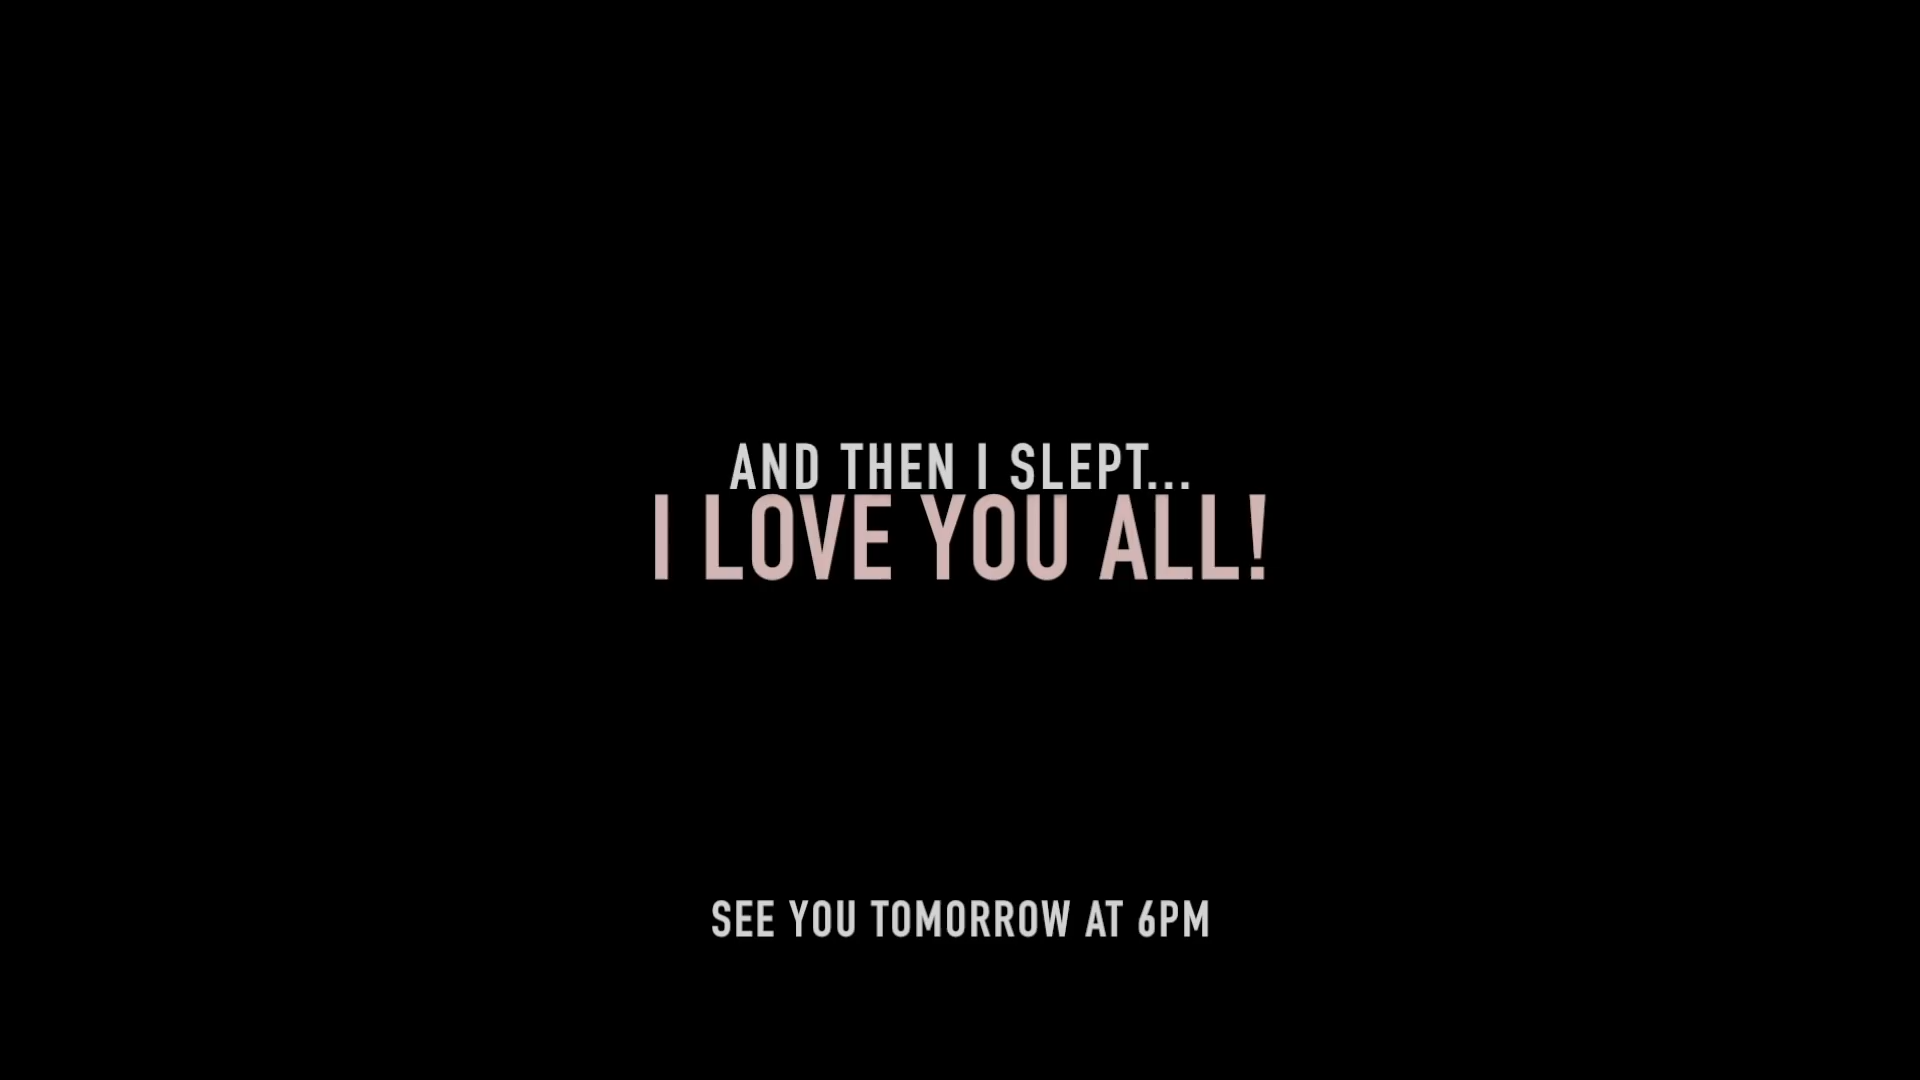 AND THEN I SLEPT...
I LOVE YOU ALL!
SEE YOU TOMORROW AT 6PM